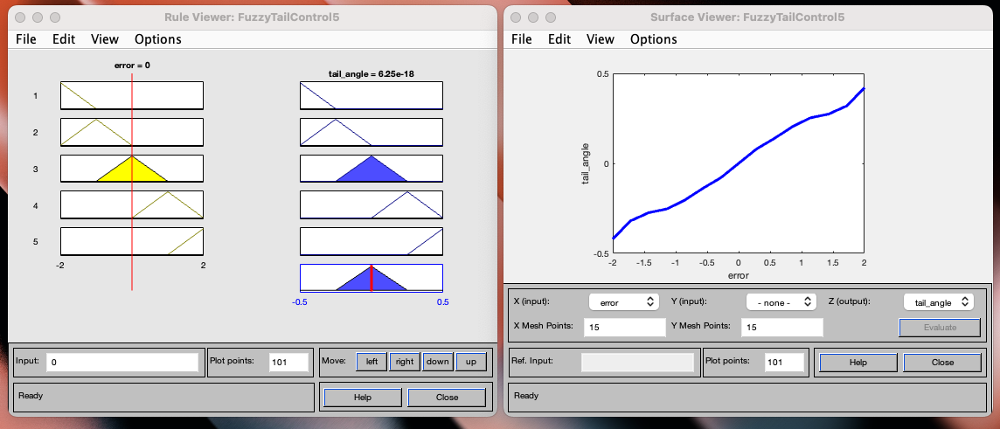 Rule Viewer: FuzzyTailControl5
File Edit View Options
error = 0
tail_angle = 6.25e-18
1
2
3
4
5
-2 2
-0.5 0.5
Input: 0
Plot points: 101
Move: left right down up
Ready
Help Close
Surface Viewer: FuzzyTailControl5
File Edit View Options
0.5
0
-0.5
tail_angle
-2 -1.5 -1 -0.5 0 0.5 1 1.5 2
error
X (input): error Y (input): - none - Z (output): tail_angle
X Mesh Points: 15 Y Mesh Points: 15 Evaluate
Ref. Input: Plot points: 101 Help Close
Ready